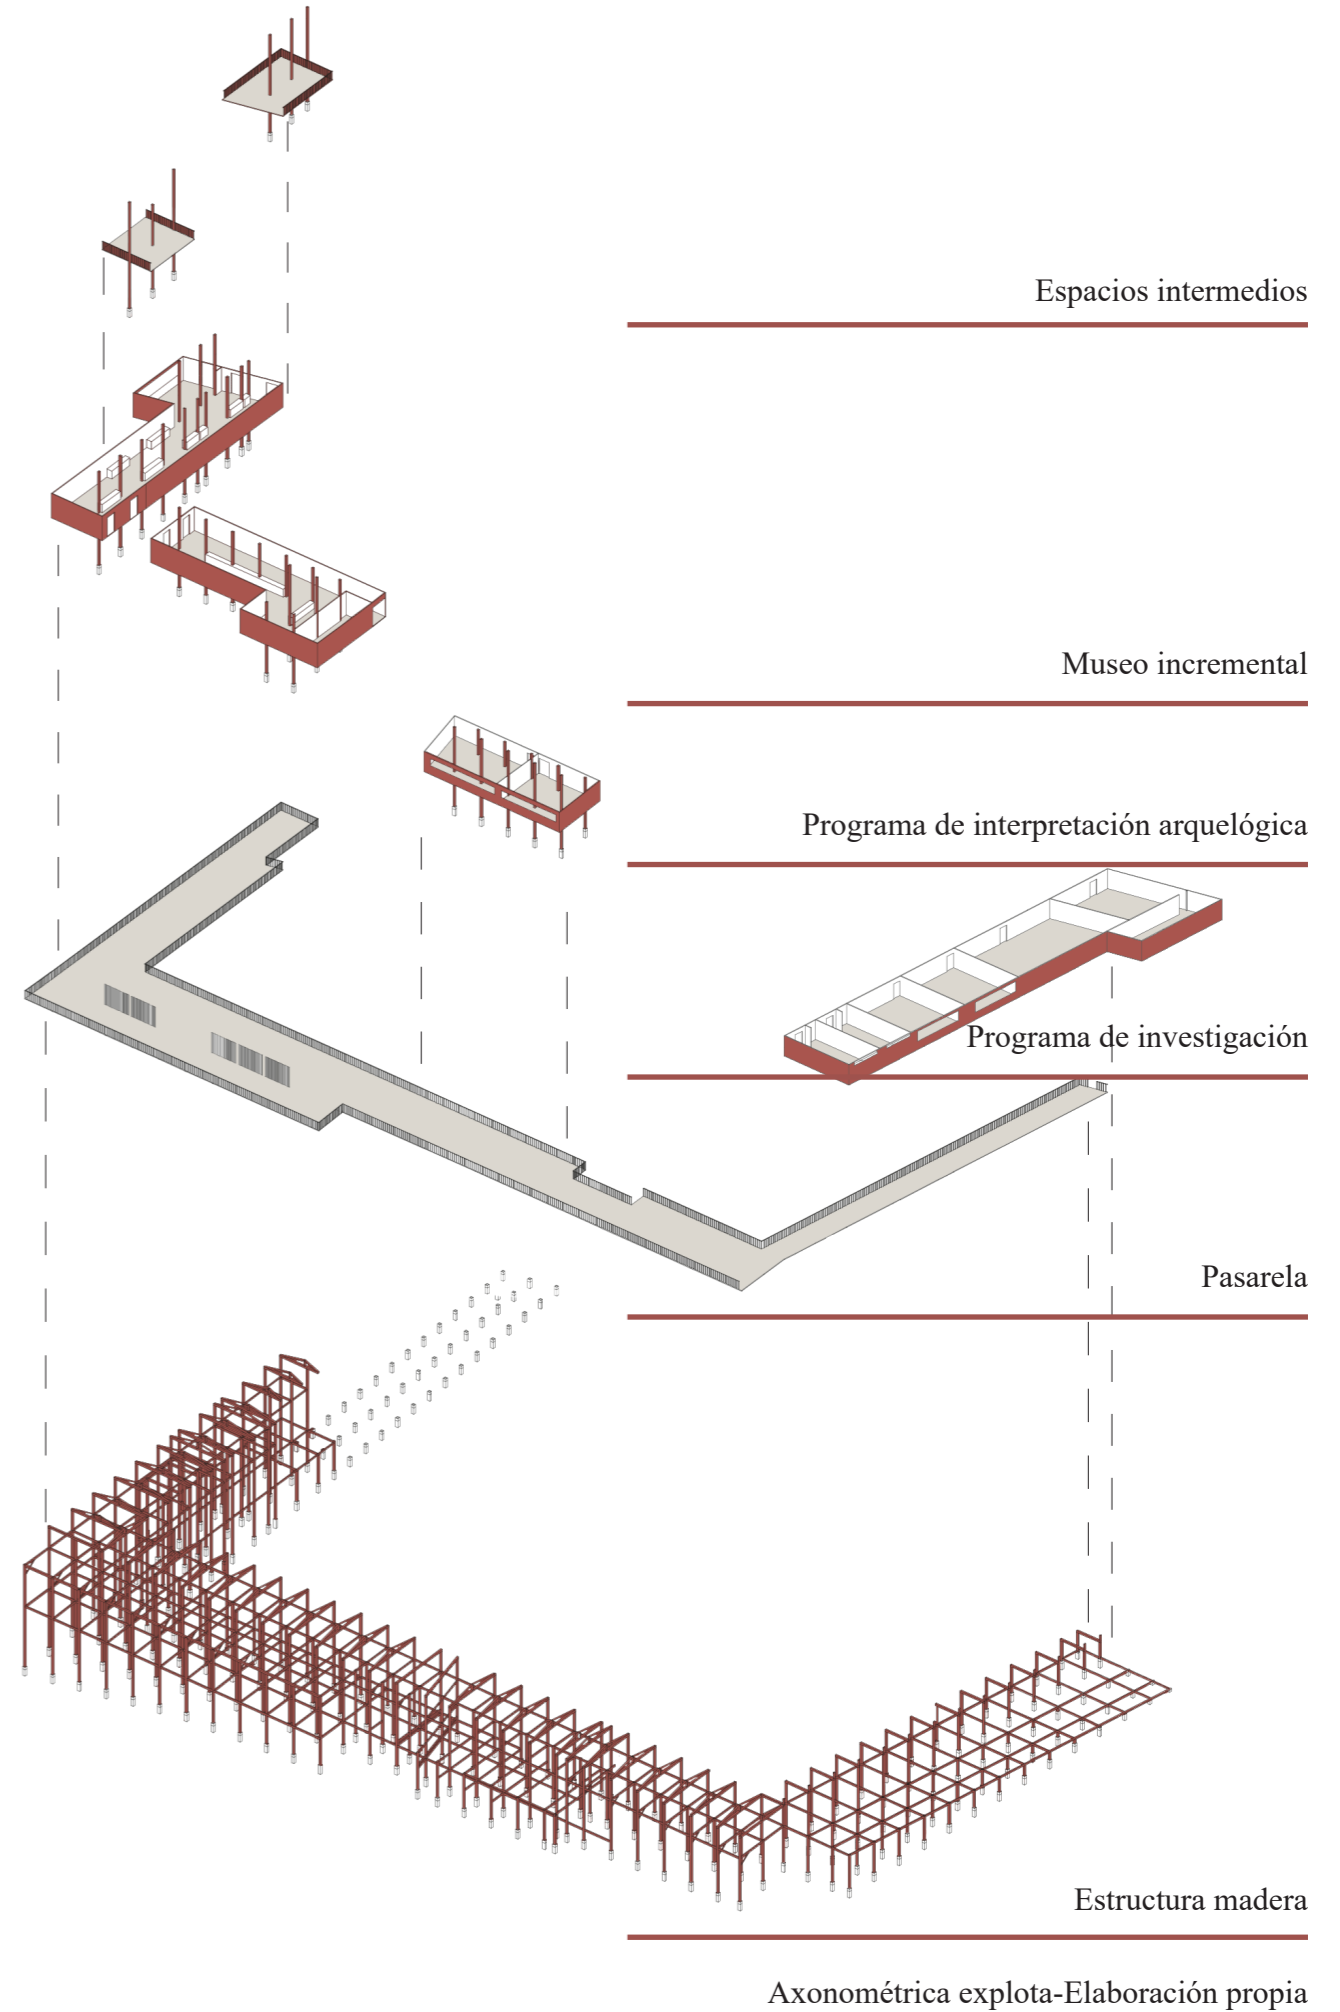 Espacios intermedios
Museo incremental
Programa de interpretación arquelógica
Programa de investigación
Pasarela
Estructura madera
Axonométrica explota-Elaboración propia